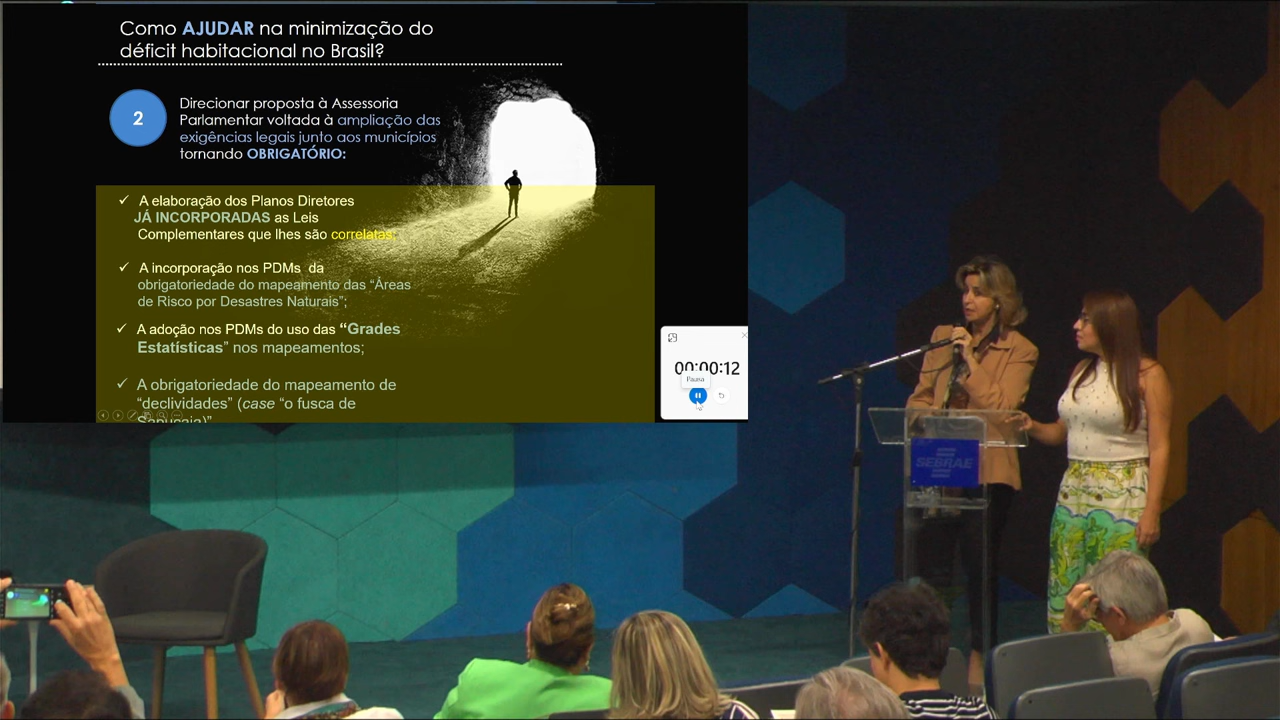 Como AJUDAR na minimização do
déficit habitacional no Brasil?
2
Direcionar proposta à Assessoria
Parlamentar voltada à ampliação das
exigências legais junto aos municípios
tornando OBRIGATÓRIO:
✓ A elaboração dos Planos Diretores
JÁ INCORPORADAS as Leis
Complementares que lhes são correlatas;
✓ A incorporação nos PDMs da
obrigatoriedade do mapeamento das “Áreas
de Risco por Desastres Naturais”;
✓ A adoção nos PDMs do uso das “Grades
Estatísticas” nos mapeamentos;
✓ A obrigatoriedade do mapeamento de
“declividades” (case “o fusca de
Sapucaia)”
00:00:12
Pausa
SEBRAE